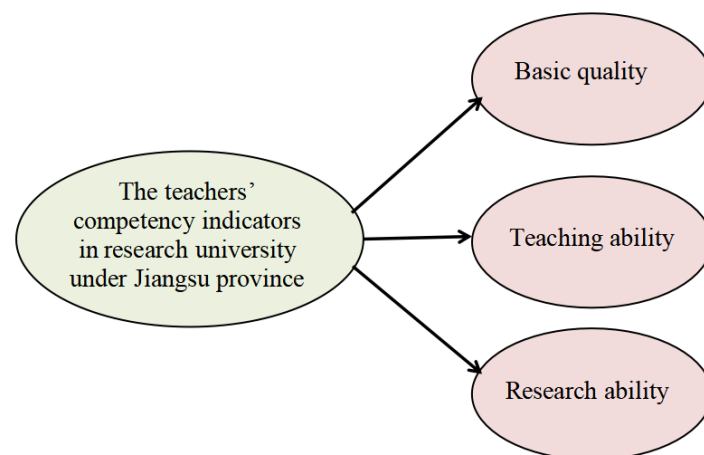 The teachers’
competency indicators
in research university
under Jiangsu province
Basic quality
Teaching ability
Research ability